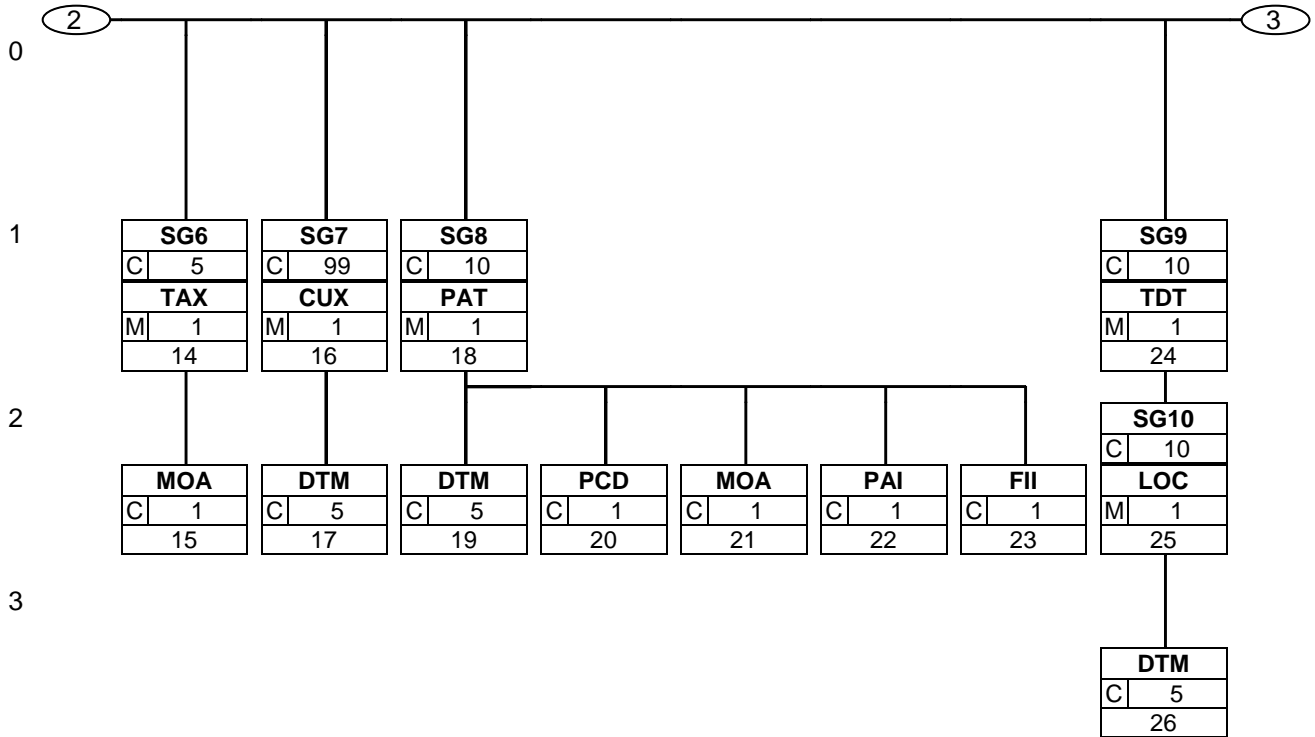 2 3
0
1
SG6 SG7 SG8 SG9
C 5 C 99 C 10 C 10
TAX CUX PAT TDT
M 1 M 1 M 1 M 1
14 16 18 24
2
SG10
C 10
MOA DTM DTM PCD MOA PAI FII LOC
C 1 C 5 C 5 C 1 C 1 C 1 C 1 M 1
15 17 19 20 21 22 23 25
3
DTM
C 5
26